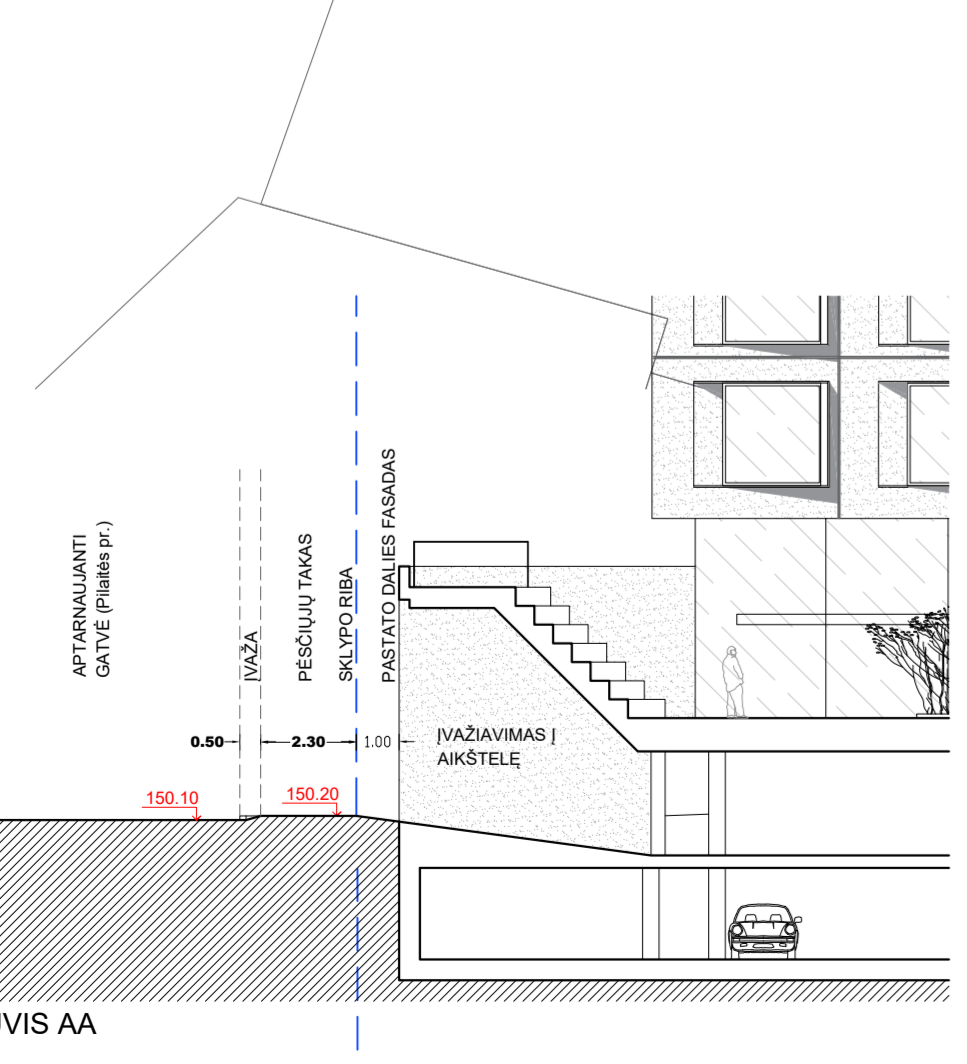 APTARNAUJANTI
GATVĖ (Pilaitės pr.)
ĮVAŽA
PĖSČIŲJŲ TAKAS
SKLYPO RIBA
PASTATO DALIES FASADAS
0.50
2.30
1.00
ĮVAŽIAVIMAS Į
AIKŠTELĘ
150.10
150.20
AA